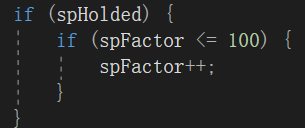 if (spHolded) {
    if (spFactor <= 100) {
        spFactor++;
    }
}